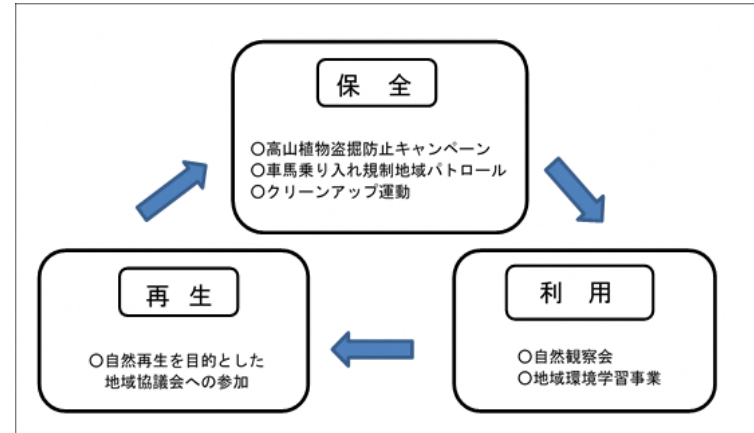 保 全
○高山植物盗掘防止キャンペーン
○車馬乗り入れ規制地域パトロール
○クリーンアップ運動
再 生
○自然再生を目的とした
地域協議会への参加
利 用
○自然観察会
○地域環境学習事業